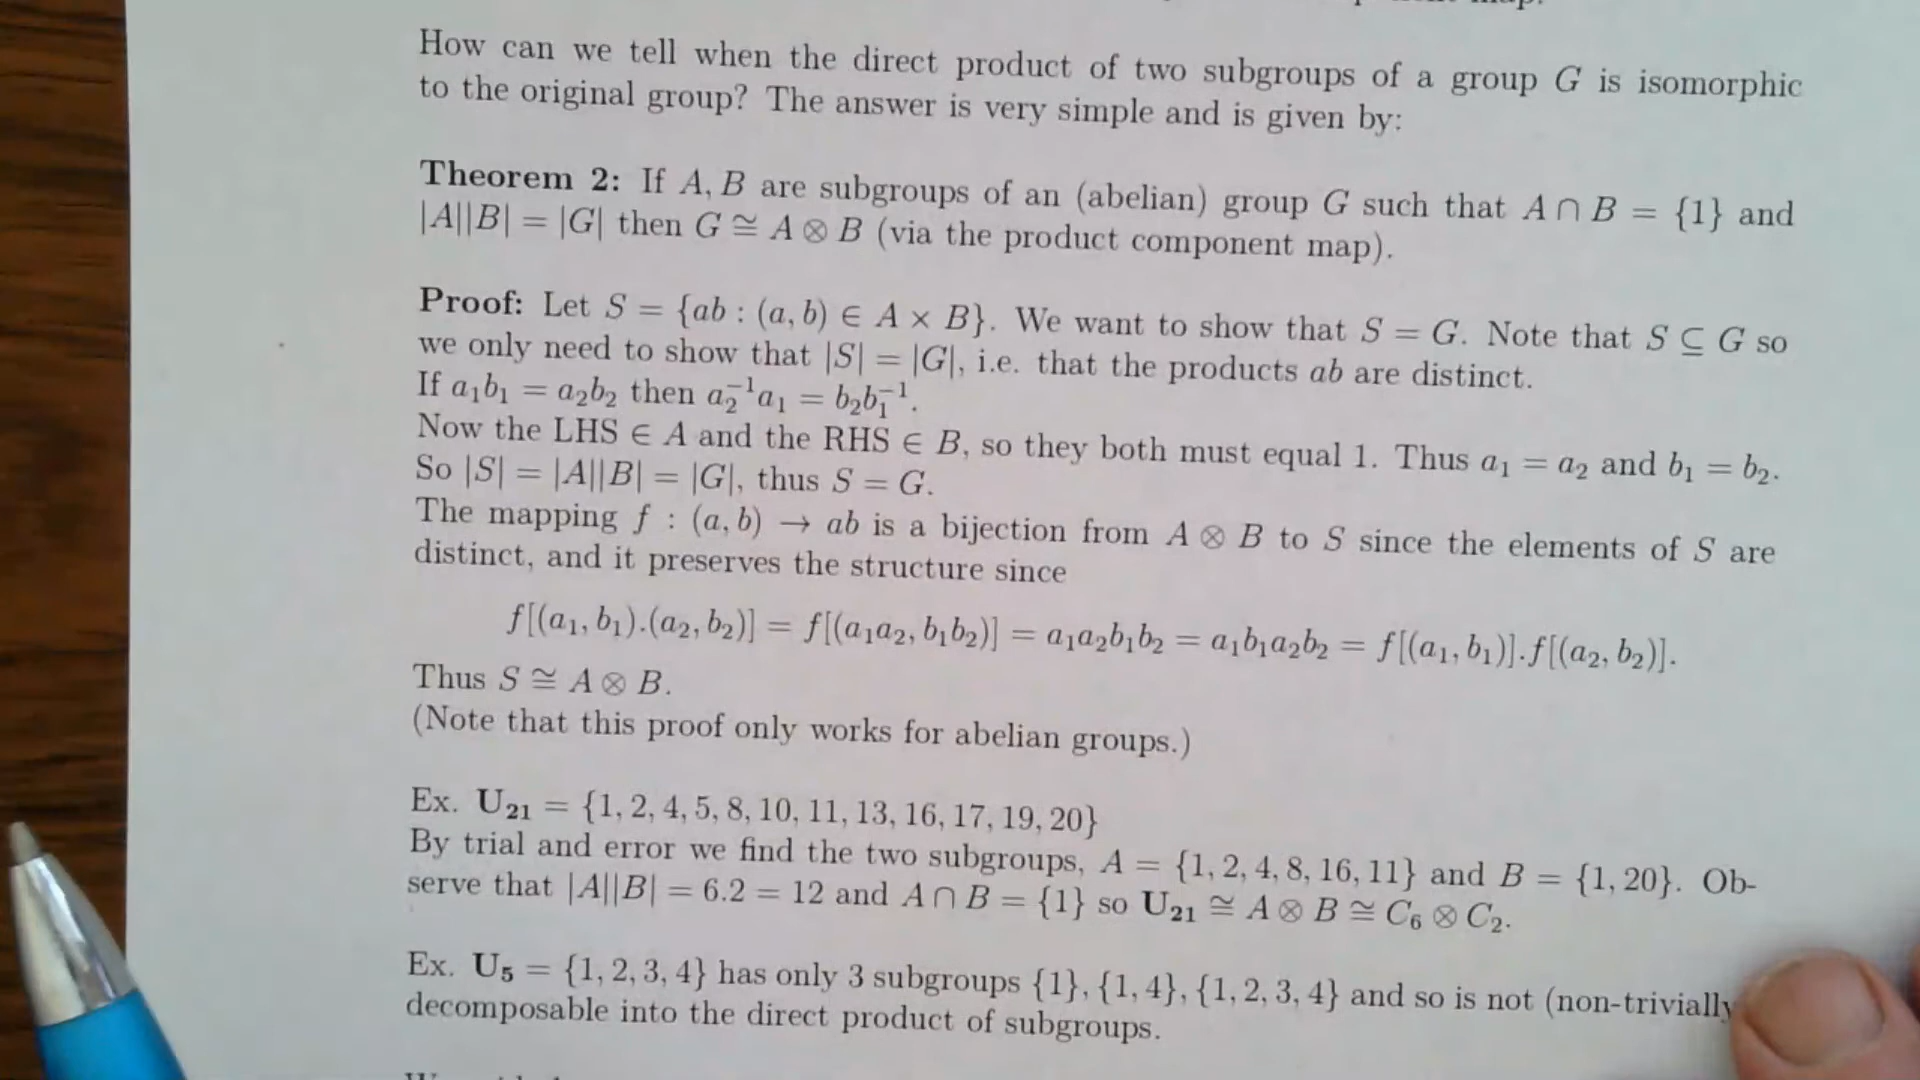 How can we tell when the direct product of two subgroups of a group G is isomorphic
to the original group? The answer is very simple and is given by:
Theorem 2: If A, B are subgroups of an (abelian) group G such that A ∩ B = {1} and
|A||B| = |G| then G ≅ A ⊗ B (via the product component map).
Proof: Let S = {ab : (a, b) ∈ A × B}. We want to show that S = G. Note that S ⊆ G so
we only need to show that |S| = |G|, i.e. that the products ab are distinct.
If a₁b₁ = a₂b₂ then a₂⁻¹a₁ = b₂b₁⁻¹.
Now the LHS ∈ A and the RHS ∈ B, so they both must equal 1. Thus a₁ = a₂ and b₁ = b₂.
So |S| = |A||B| = |G|, thus S = G.
The mapping f : (a, b) → ab is a bijection from A ⊗ B to S since the elements of S are
distinct, and it preserves the structure since
f[(a₁, b₁).(a₂, b₂)] = f[(a₁a₂, b₁b₂)] = a₁a₂b₁b₂ = a₁b₁a₂b₂ = f[(a₁, b₁)].f[(a₂, b₂)].
Thus S ≅ A ⊗ B.
(Note that this proof only works for abelian groups.)
Ex. U₂₁ = {1, 2, 4, 5, 8, 10, 11, 13, 16, 17, 19, 20}
By trial and error we find the two subgroups, A = {1, 2, 4, 8, 16, 11} and B = {1, 20}. Ob-
serve that |A||B| = 6.2 = 12 and A ∩ B = {1} so U₂₁ ≅ A ⊗ B ≅ C₆ ⊗ C₂.
Ex. U₅ = {1, 2, 3, 4} has only 3 subgroups {1}, {1, 4}, {1, 2, 3, 4} and so is not (non-trivially
decomposable into the direct product of subgroups.